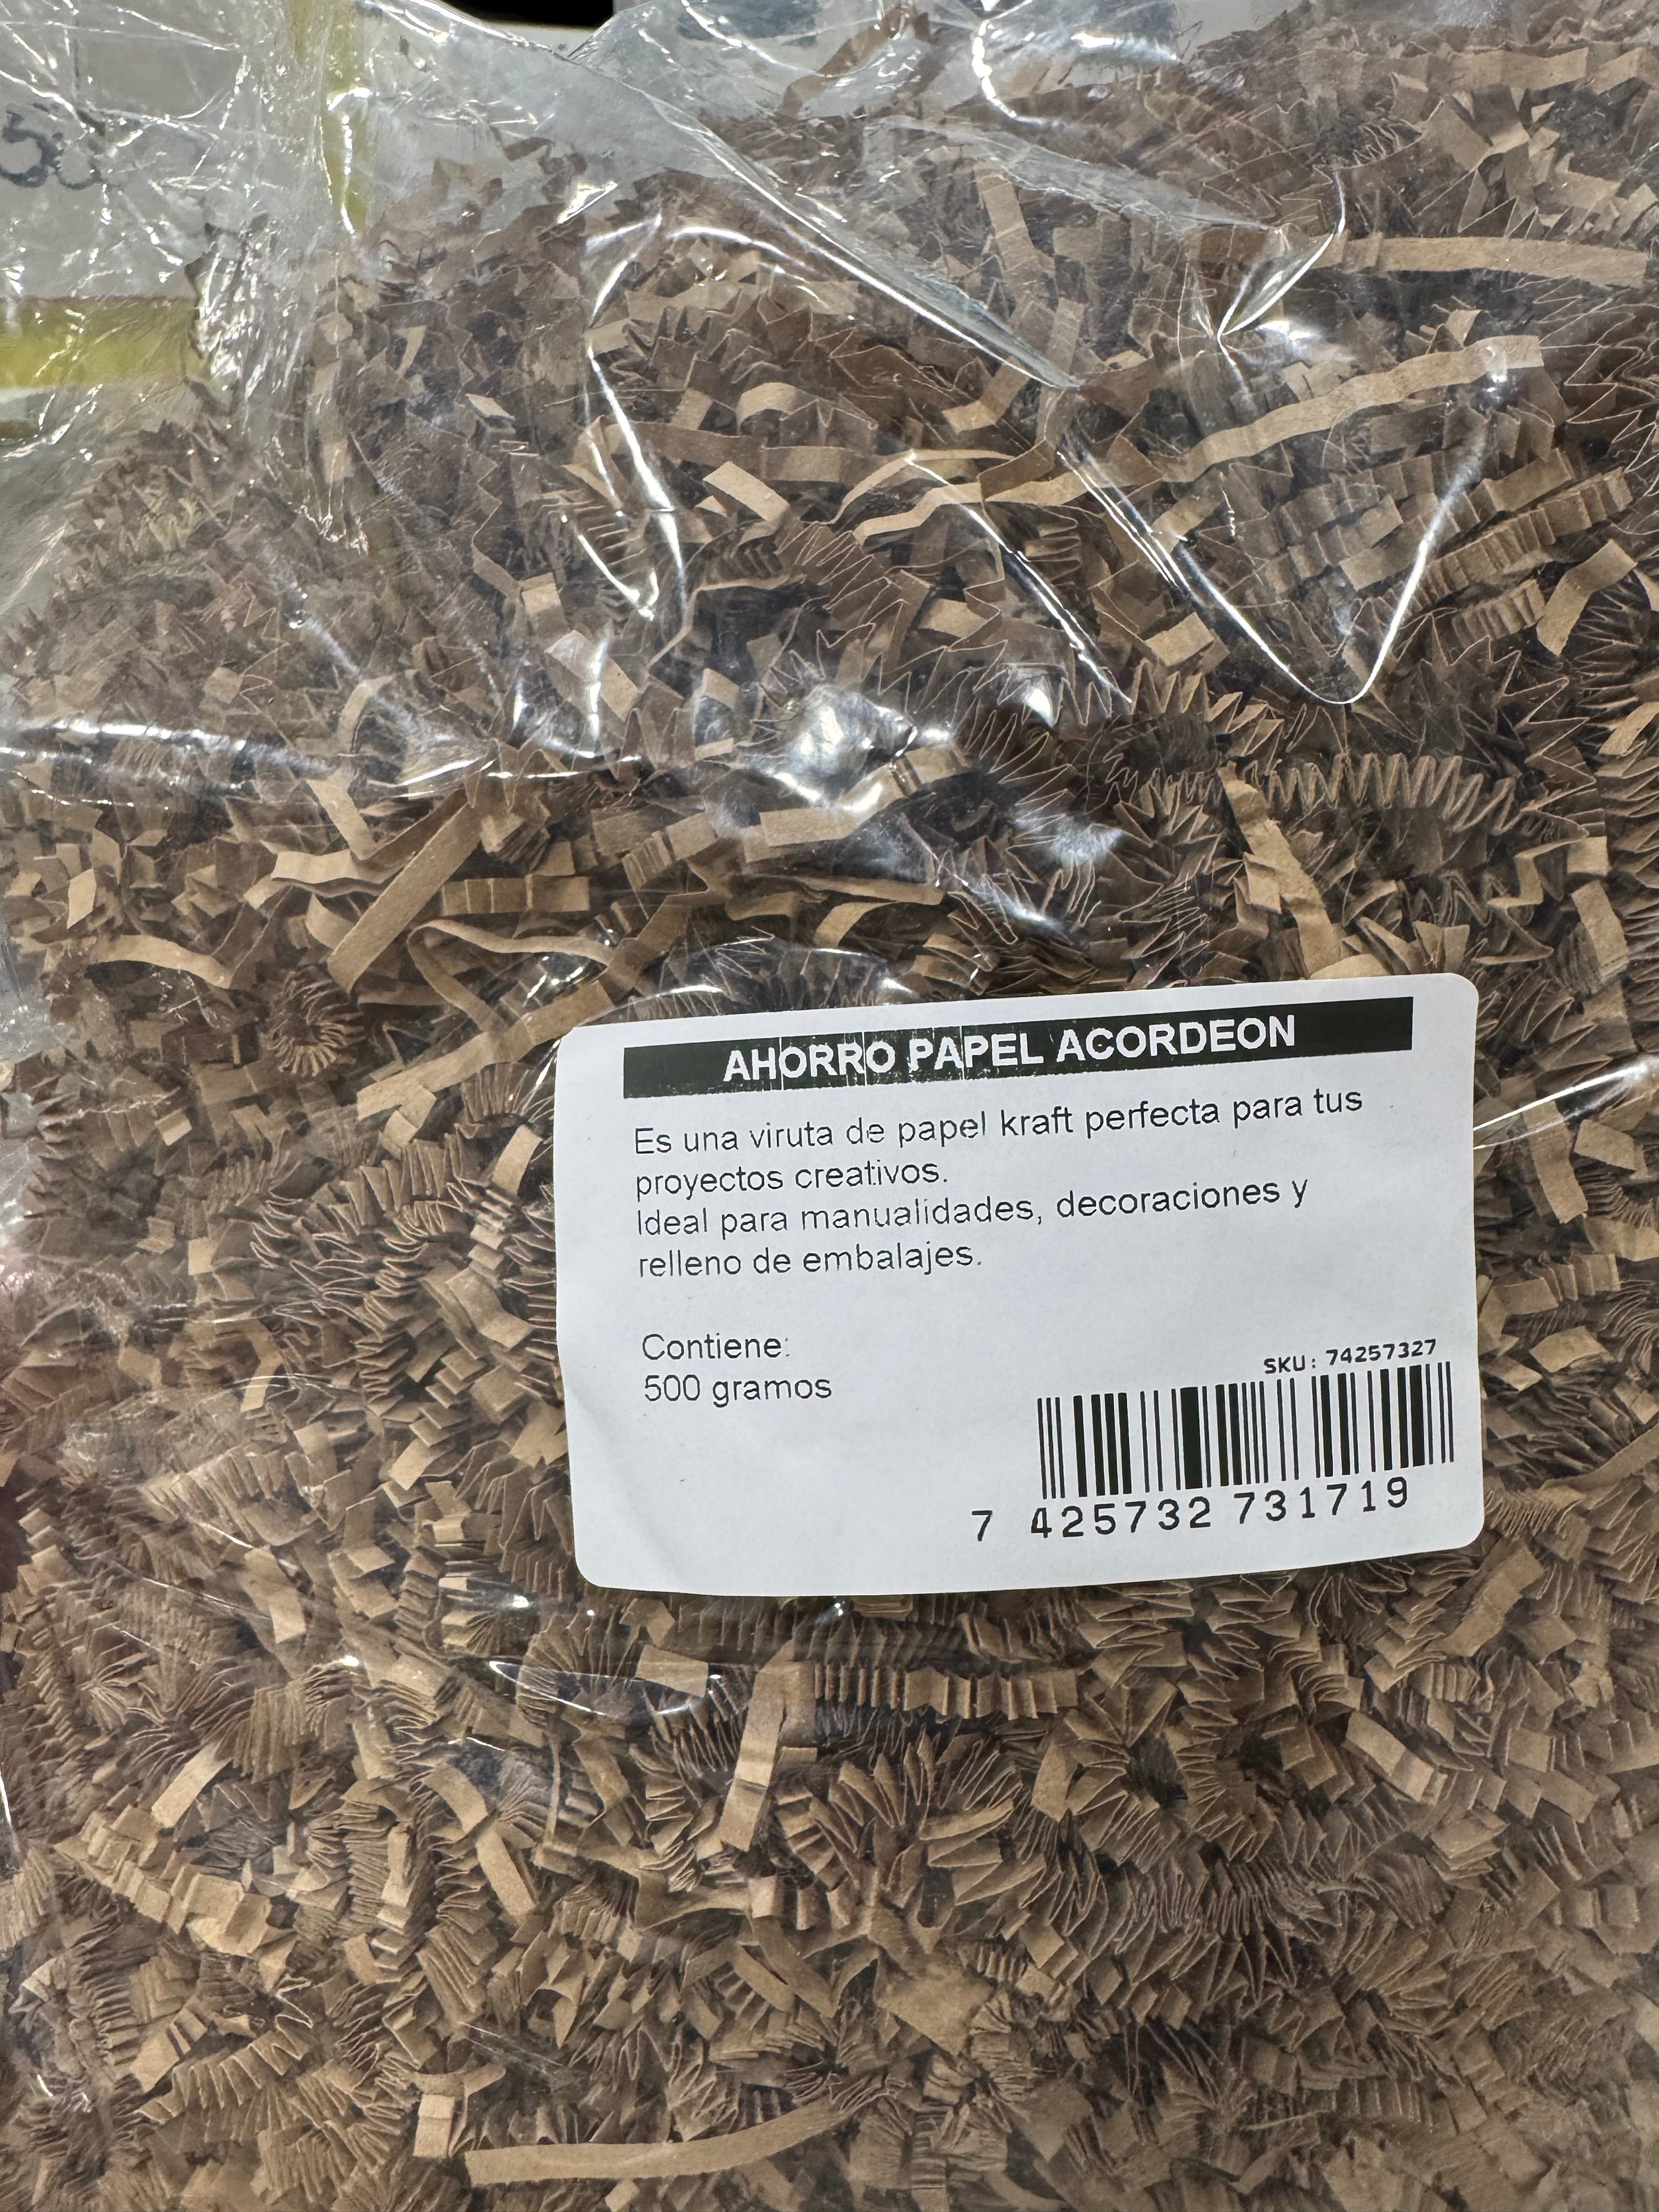 AHORRO PAPEL ACORDEON
Es una viruta de papel kraft perfecta para tus
proyectos creativos.
Ideal para manualidades, decoraciones y
relleno de embalajes.
Contiene:
500 gramos
SKU: 74257327
7 425732 731719